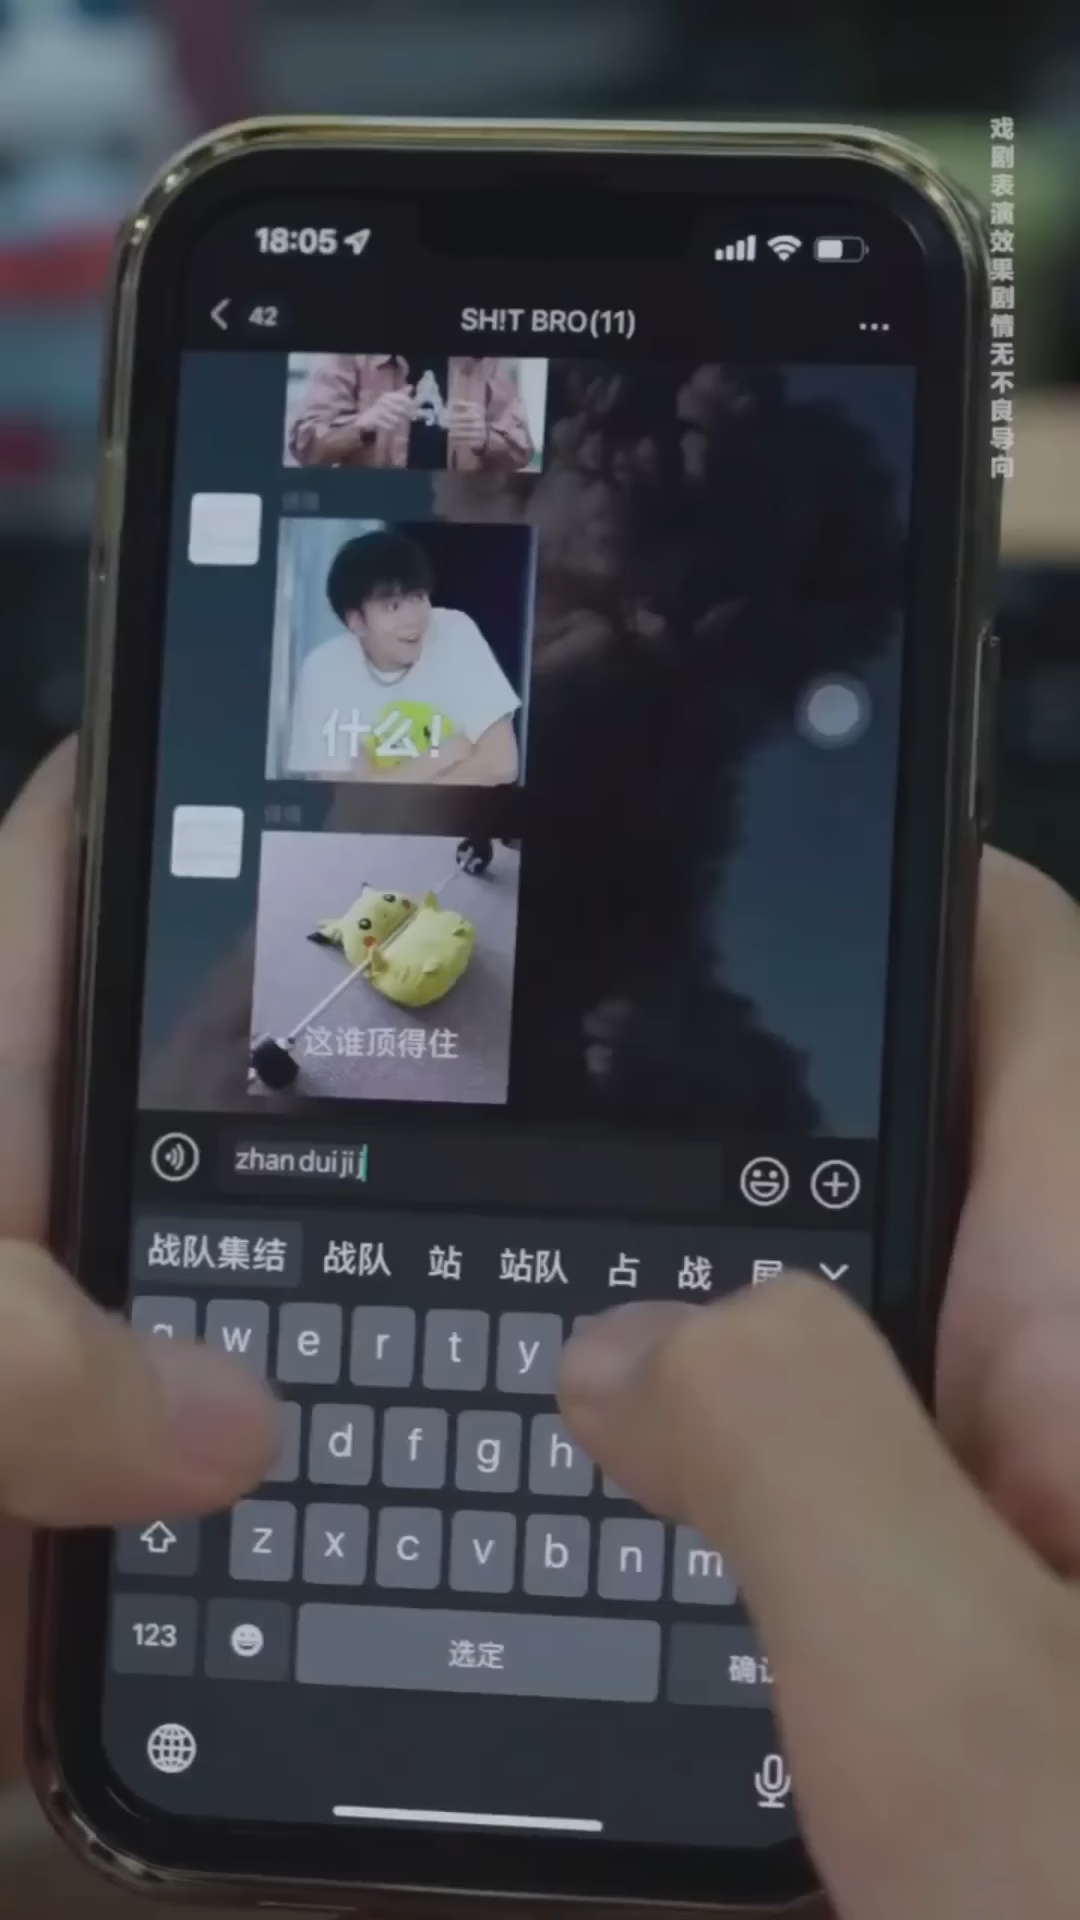 戏剧表演效果剧情无不良导向
18:05
42
SH!T BRO(11)
什么!
这谁顶得住
zhan dui ji j
战队集结 战队 站 站队 占 战
w e r t y
d f g h
z x c v b n m
123 选定